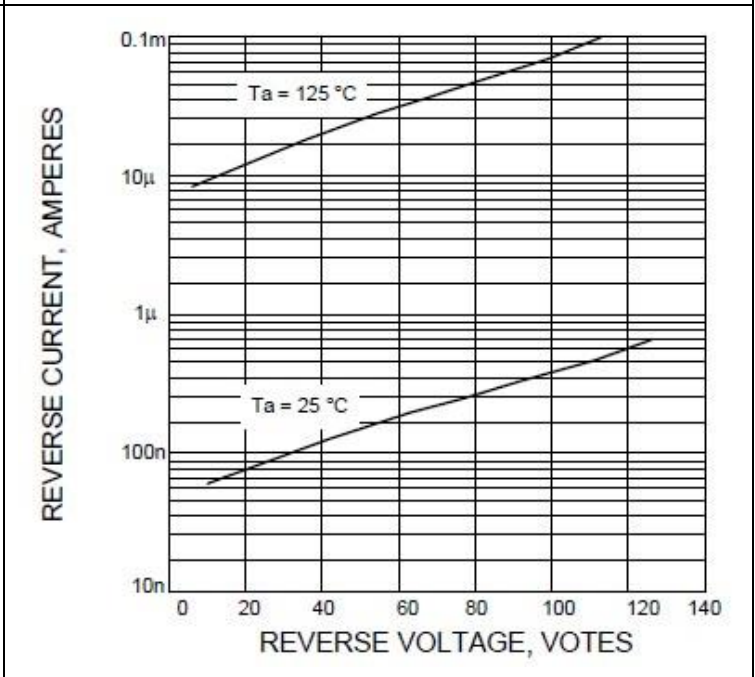 0.1m
Ta = 125 °C
10µ
1µ
Ta = 25 °C
100n
10n
0 20 40 60 80 100 120 140
REVERSE CURRENT, AMPERES
REVERSE VOLTAGE, VOTES